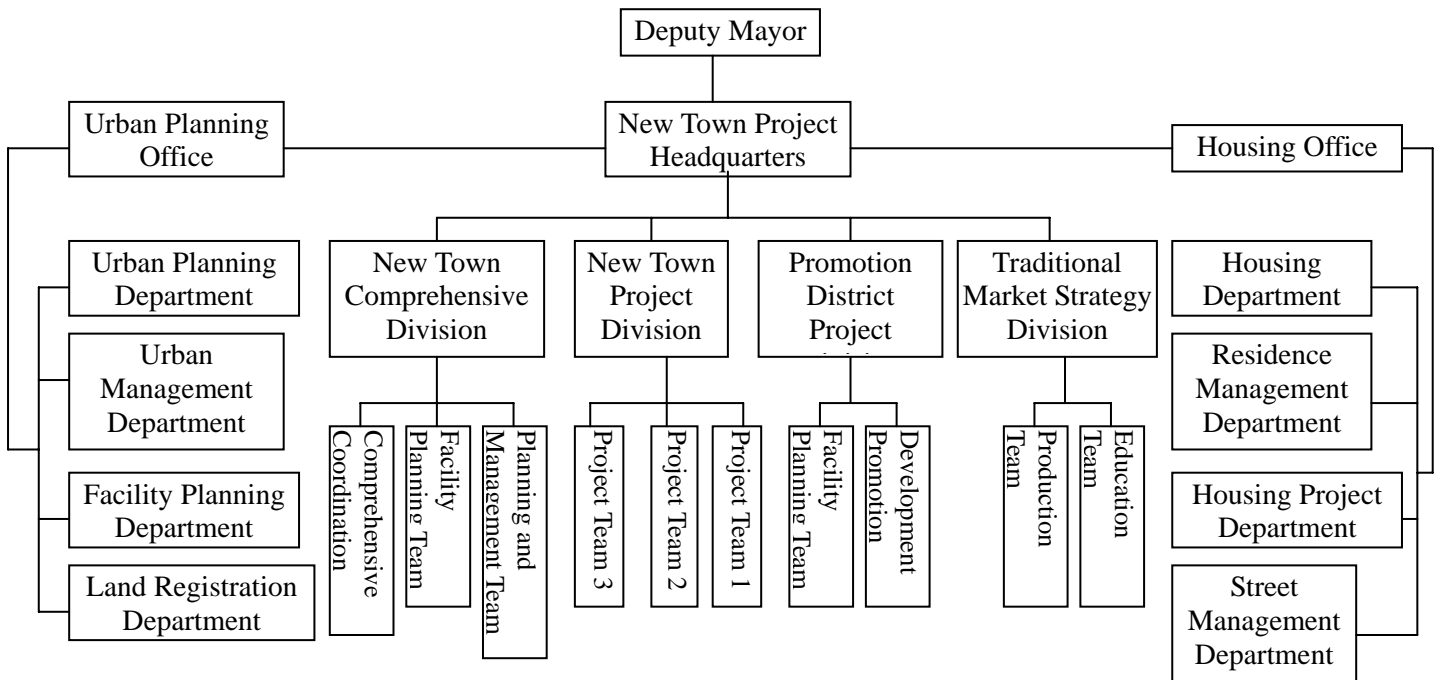 Deputy Mayor
Urban Planning
Office
New Town Project
Headquarters
Housing Office
Urban Planning
Department
Urban
Management
Department
Facility Planning
Department
Land Registration
Department
New Town
Comprehensive
Division
New Town
Project
Division
Promotion
District
Project
Traditional
Market Strategy
Division
Comprehensive
Coordination
Facility
Planning Team
Planning and
Management Team
Project Team 3
Project Team 2
Project Team 1
Facility
Planning Team
Development
Promotion
Production
Team
Education
Team
Housing
Department
Residence
Management
Department
Housing Project
Department
Street
Management
Department